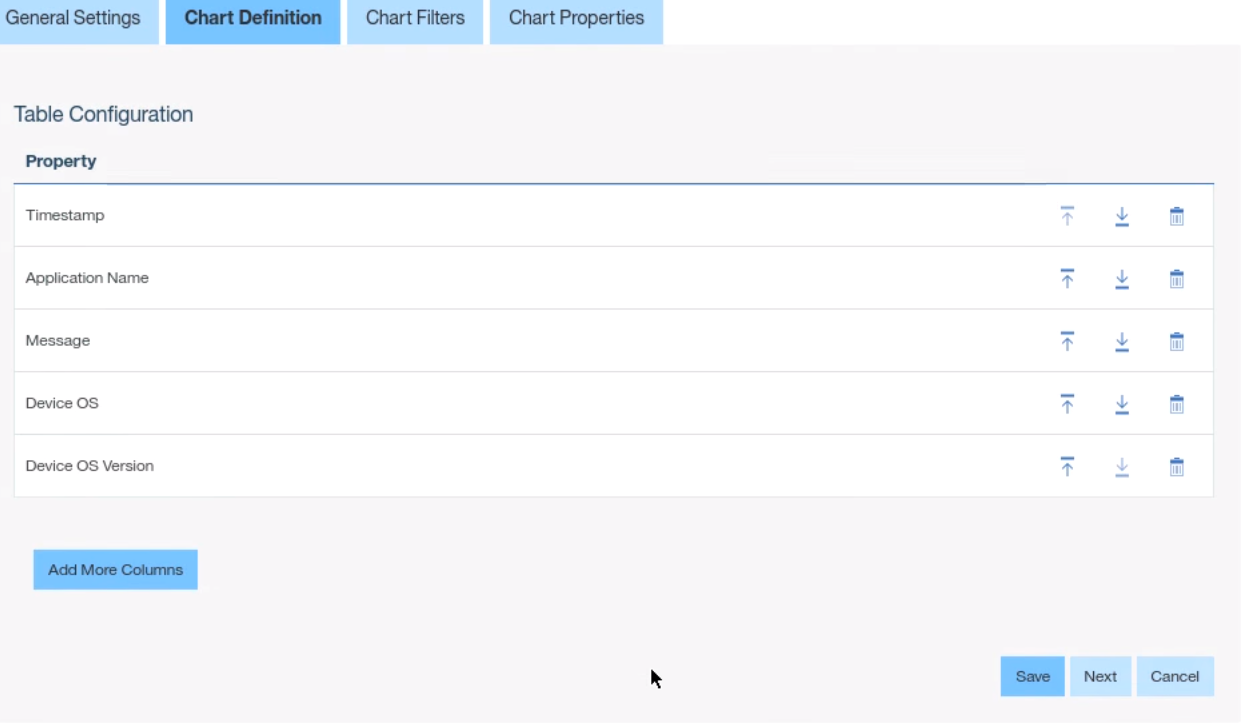 General Settings Chart Definition Chart Filters Chart Properties
Table Configuration
Property
Timestamp
Application Name
Message
Device OS
Device OS Version
Add More Columns
Save Next Cancel